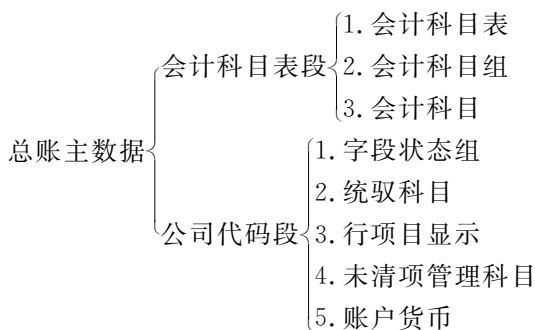 总账主数据
会计科目表段
1. 会计科目表
2. 会计科目组
3. 会计科目
公司代码段
1. 字段状态组
2. 统驭科目
3. 行项目显示
4. 未清项管理科目
5. 账户货币